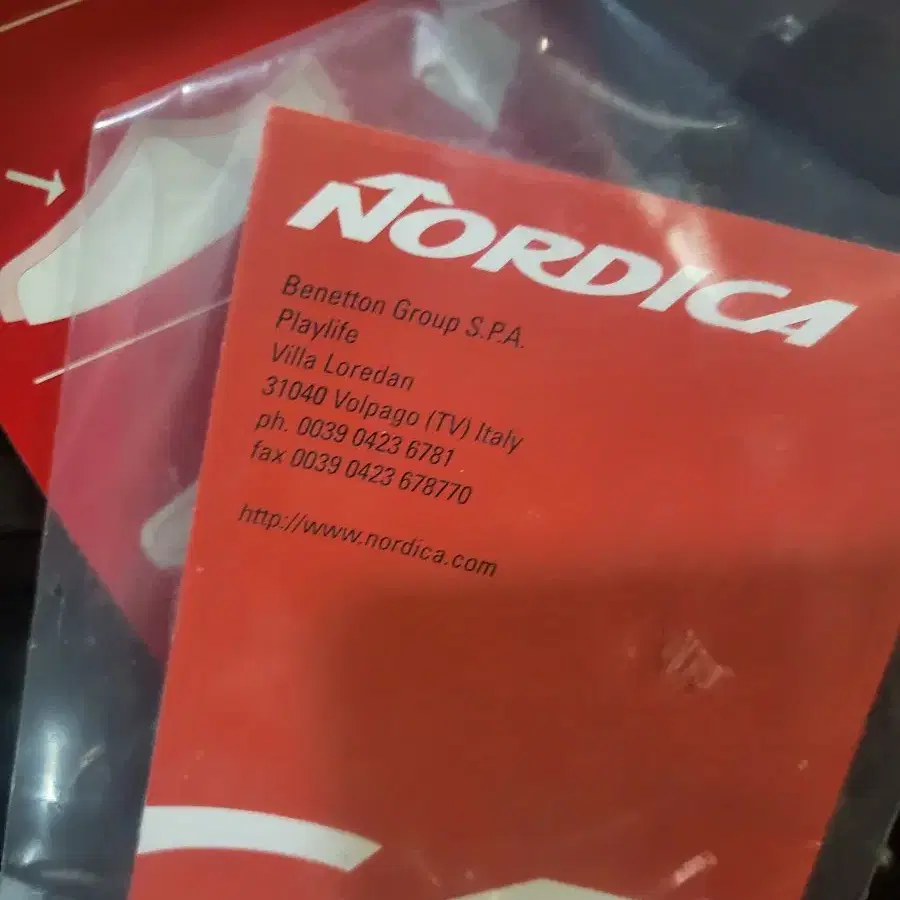 NORDICA
Benetton Group S.P.A.
Playlife
Villa Loredan
31040 Volpago (TV) Italy
ph. 0039 0423 6781
fax 0039 0423 678770
http://www.nordica.com